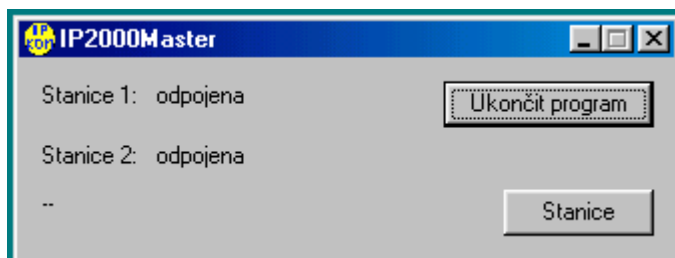 IP2000Master
Stanice 1: odpojena
Ukončit program
Stanice 2: odpojena
--
Stanice